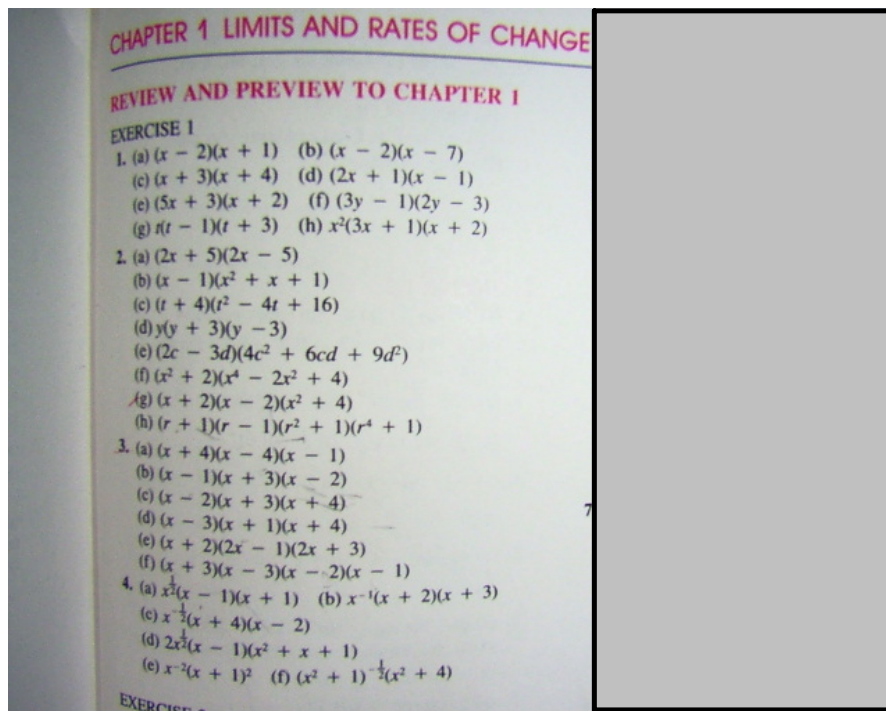 CHAPTER 1 LIMITS AND RATES OF CHANGE
REVIEW AND PREVIEW TO CHAPTER 1
EXERCISE 1
1. (a) (x − 2)(x + 1) (b) (x − 2)(x − 7)
(c) (x + 3)(x + 4) (d) (2x + 1)(x − 1)
(e) (5x + 3)(x + 2) (f) (3y − 1)(2y − 3)
(g) t(t − 1)(t + 3) (h) x²(3x + 1)(x + 2)
2. (a) (2x + 5)(2x − 5)
(b) (x − 1)(x² + x + 1)
(c) (t + 4)(t² − 4t + 16)
(d) y(y + 3)(y −3)
(e) (2c − 3d)(4c² + 6cd + 9d²)
(f) (x² + 2)(x⁴ − 2x² + 4)
(g) (x + 2)(x − 2)(x² + 4)
(h) (r + 1)(r − 1)(r² + 1)(r⁴ + 1)
3. (a) (x + 4)(x − 4)(x − 1)
(b) (x − 1)(x + 3)(x − 2)
(c) (x − 2)(x + 3)(x + 4)
7
(d) (x − 3)(x + 1)(x + 4)
(e) (x + 2)(2x − 1)(2x + 3)
(f) (x + 3)(x − 3)(x − 2)(x − 1)
4. (a) x^½(x − 1)(x + 1) (b) x⁻¹(x + 2)(x + 3)
(c) x^−½(x + 4)(x − 2)
(d) 2x^½(x − 1)(x² + x + 1)
(e) x⁻²(x + 1)² (f) (x² + 1)^−½(x² + 4)
EXERCISE